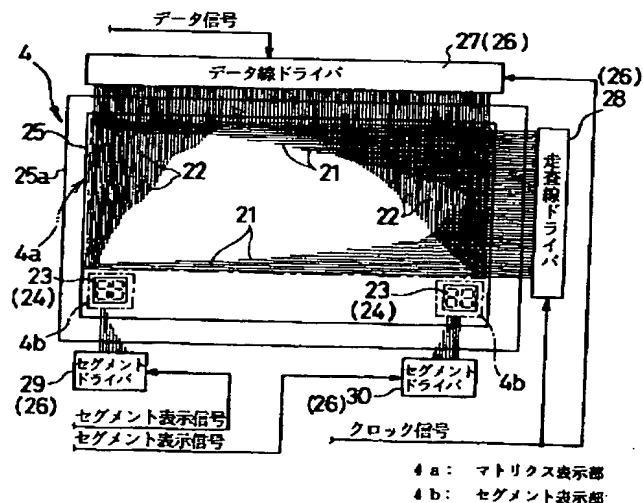 データ信号
4
27(26)
データ線ドライバ
(26)
28
25
25a
22
21
22
走査線ドライバ
4a
21
23
(24)
23
(24)
4b
4b
セグメント
ドライバ
29
(26)
セグメント
ドライバ
(26)30
セグメント表示信号
セグメント表示信号
クロック信号
4a: マトリクス表示部
4b: セグメント表示部